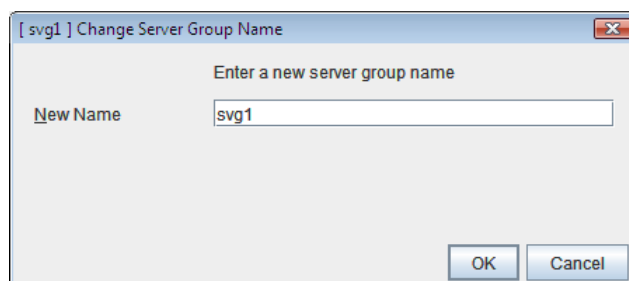 [ svg1 ] Change Server Group Name
Enter a new server group name
New Name svg1
OK Cancel